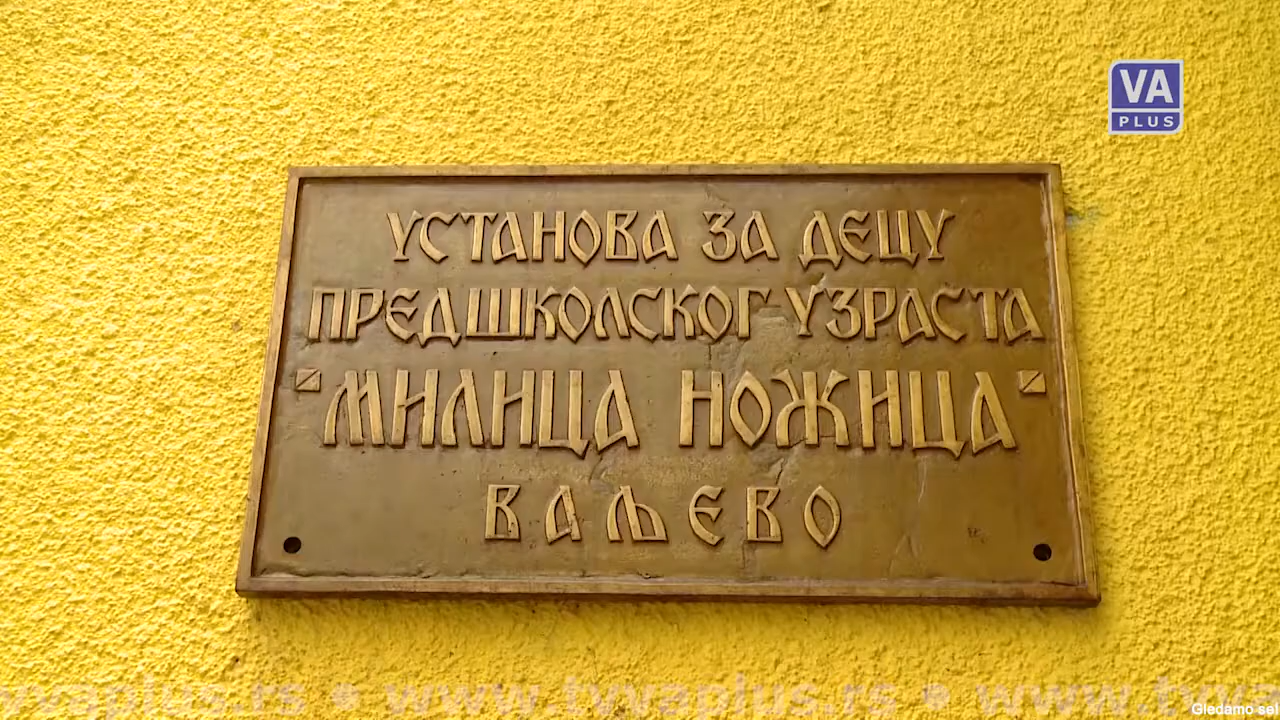 VA
PLUS
УСТАНОВА ЗА ДЕЦУ
ПРЕДШКОЛСКОГ УЗРАСТА
"МИЛИЦА НОЖИЦА"
ВАЉЕВО
www.tvvaplus.rs • www.tvvaplus.rs
Gledamo se!